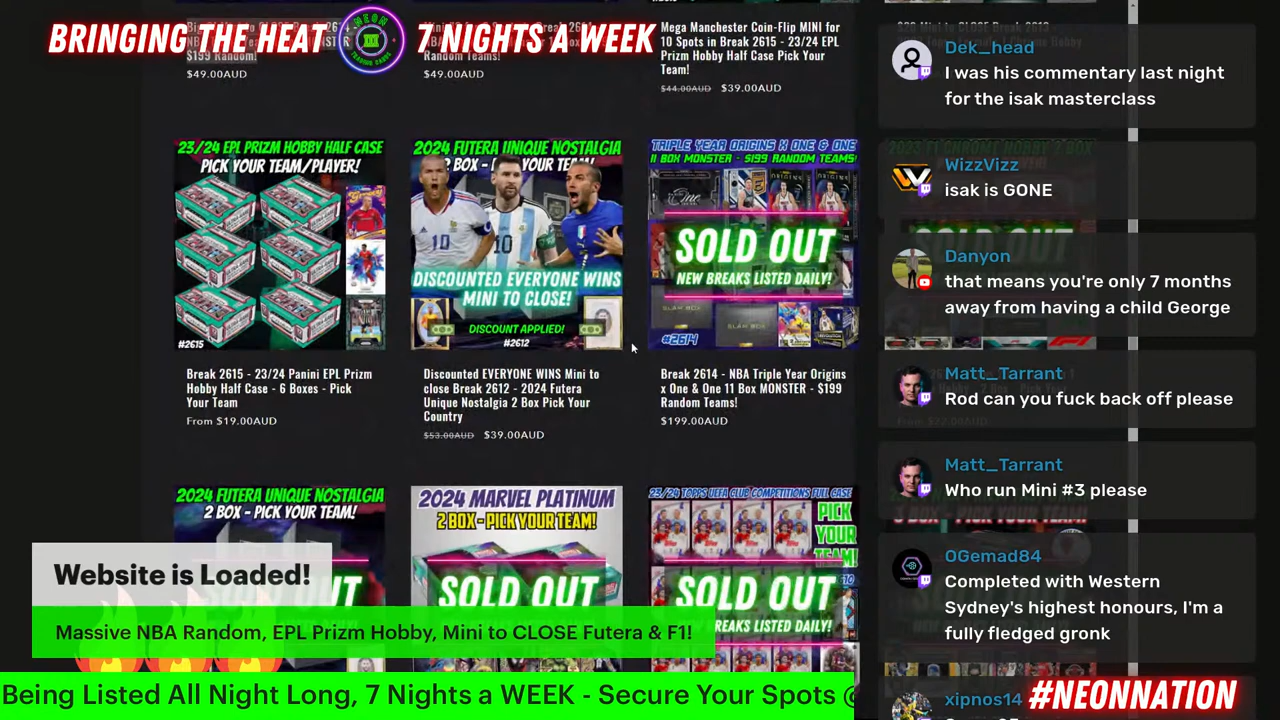 BRINGING THE HEAT
NEON
7 NIGHTS A WEEK
$199 Random!
$49.00AUD
Random Teams!
$49.00AUD
Mega Manchester Coin-Flip MINI for
10 Spots in Break 2615 - 23/24 EPL
Prizm Hobby Half Case Pick Your
Team!
$44.00AUD $39.00AUD
23/24 EPL PRIZM HOBBY HALF CASE
PICK YOUR TEAM/PLAYER!
#2615
Break 2615 - 23/24 Panini EPL Prizm
Hobby Half Case - 6 Boxes - Pick
Your Team
From $19.00AUD
2024 FUTERA UNIQUE NOSTALGIA
2 BOX - YOUR TEAM!
10
10
DISCOUNTED EVERYONE WINS
MINI TO CLOSE!
DISCOUNT APPLIED!
#2612
Discounted EVERYONE WINS Mini to
close Break 2612 - 2024 Futera
Unique Nostalgia 2 Box Pick Your
Country
$53.00AUD $39.00AUD
TRIPLE YEAR ORIGINS X ONE & ONE
11 BOX MONSTER - $199 RANDOM TEAMS!
SOLD OUT
NEW BREAKS LISTED DAILY!
#2614
Break 2614 - NBA Triple Year Origins
x One & One 11 Box MONSTER - $199
Random Teams!
$199.00AUD
2024 FUTERA UNIQUE NOSTALGIA
2 BOX - PICK YOUR TEAM!
2024 MARVEL PLATINUM
2 BOX - PICK YOUR TEAM!
SOLD OUT
23/24 TOPPS UEFA CLUB COMPETITIONS FULL CASE
PICK
YOUR
TEAM!
SOLD OUT
NEW BREAKS LISTED DAILY!
Website is Loaded!
Massive NBA Random, EPL Prizm Hobby, Mini to CLOSE Futera & F1!
Being Listed All Night Long, 7 Nights a WEEK - Secure Your Spots @
Dek_head
I was his commentary last night
for the isak masterclass
WizzVizz
isak is GONE
Danyon
that means you're only 7 months
away from having a child George
Matt_Tarrant
Rod can you fuck back off please
Matt_Tarrant
Who run Mini #3 please
OGemad84
Completed with Western
Sydney's highest honours, I'm a
fully fledged gronk
xipnos14
#NEONNATION